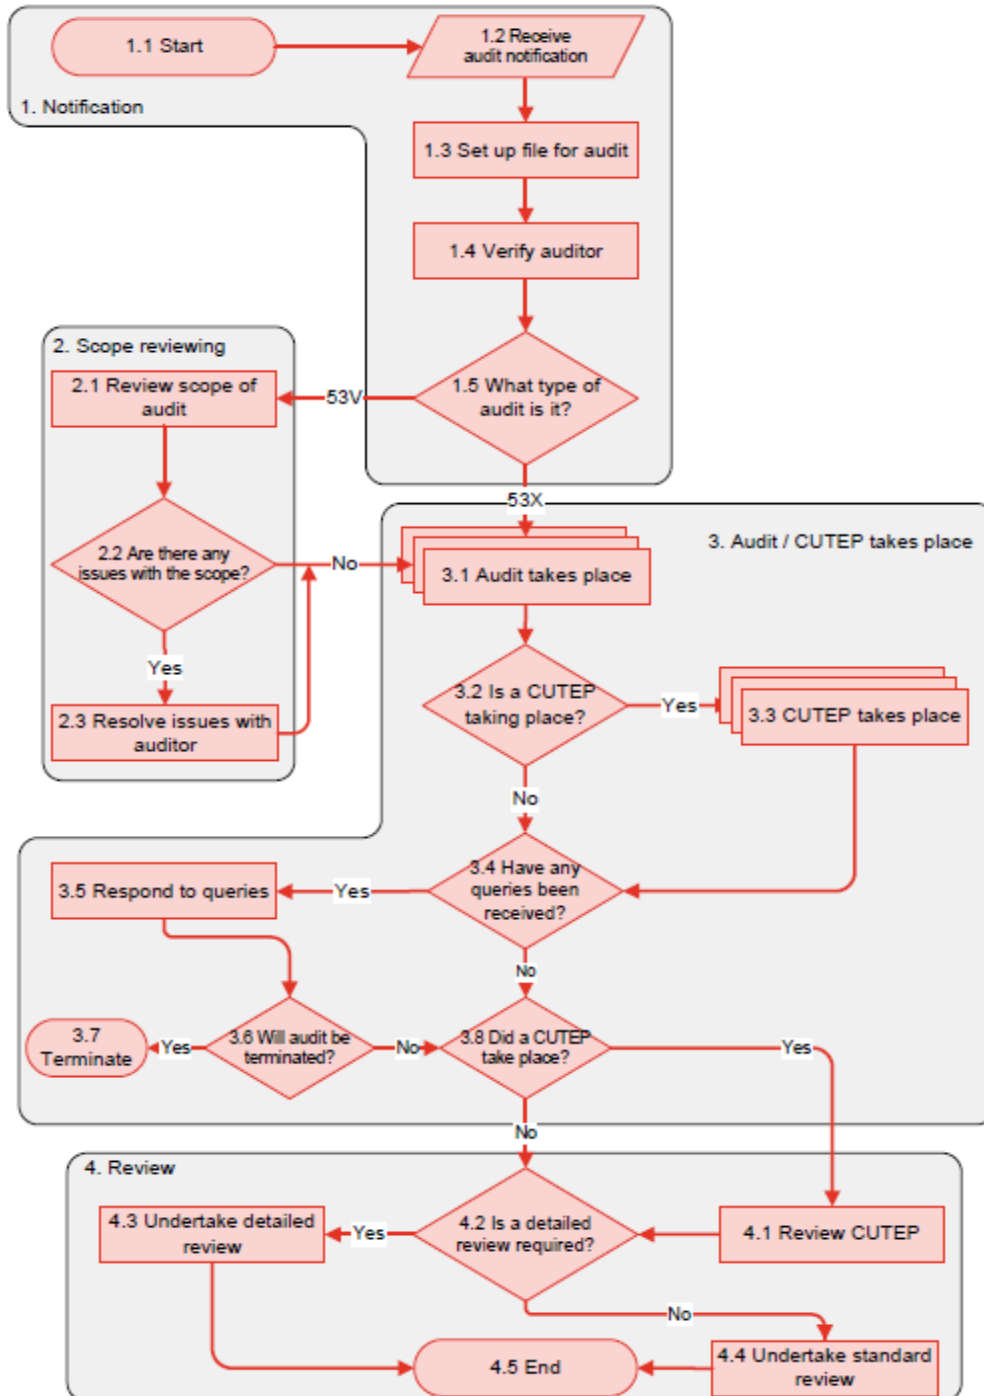 1.1 Start
1.2 Receive
audit notification
1. Notification
1.3 Set up file for audit
1.4 Verify auditor
1.5 What type of
audit is it?
53V
53X
2. Scope reviewing
2.1 Review scope of
audit
2.2 Are there any
issues with the scope?
No
Yes
2.3 Resolve issues with
auditor
3. Audit / CUTEP takes place
3.1 Audit takes place
3.2 Is a CUTEP
taking place?
Yes
3.3 CUTEP takes place
No
3.4 Have any
queries been
received?
Yes
3.5 Respond to queries
No
3.6 Will audit be
terminated?
Yes
3.7
Terminate
No
3.8 Did a CUTEP
take place?
Yes
No
4. Review
4.1 Review CUTEP
4.2 Is a detailed
review required?
Yes
4.3 Undertake detailed
review
No
4.4 Undertake standard
review
4.5 End